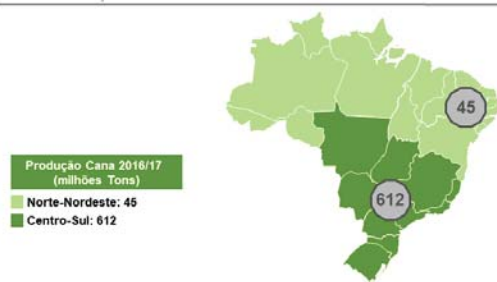 Produção Cana 2016/17
(milhões Tons)
Norte-Nordeste: 45
Centro-Sul: 612
45
612